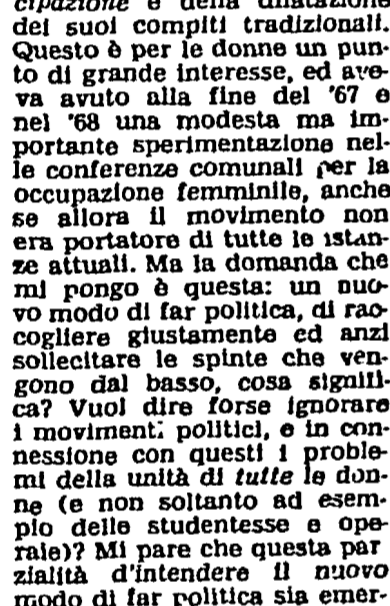 cipazione e della dilatazione
dei suoi compiti tradizionali.
Questo è per le donne un pun-
to di grande interesse, ed ave-
va avuto alla fine del '67 e
nel '68 una modesta ma im-
portante sperimentazione nel-
le conferenze comunali per la
occupazione femminile, anche
se allora il movimento non
era portatore di tutte le istan-
ze attuali. Ma la domanda che
mi pongo è questa: un nuo-
vo modo di far politica, di rac-
cogliere giustamente ed anzi
sollecitare le spinte che ven-
gono dal basso, cosa signifi-
ca? Vuol dire forse ignorare
i movimenti politici, e in con-
nessione con questi i proble-
mi della unità di tutte le don-
ne (e non soltanto ad esem-
pio delle studentesse e ope-
raie)? Mi pare che questa par
zialità d'intendere il nuovo
modo di far politica sia emer-